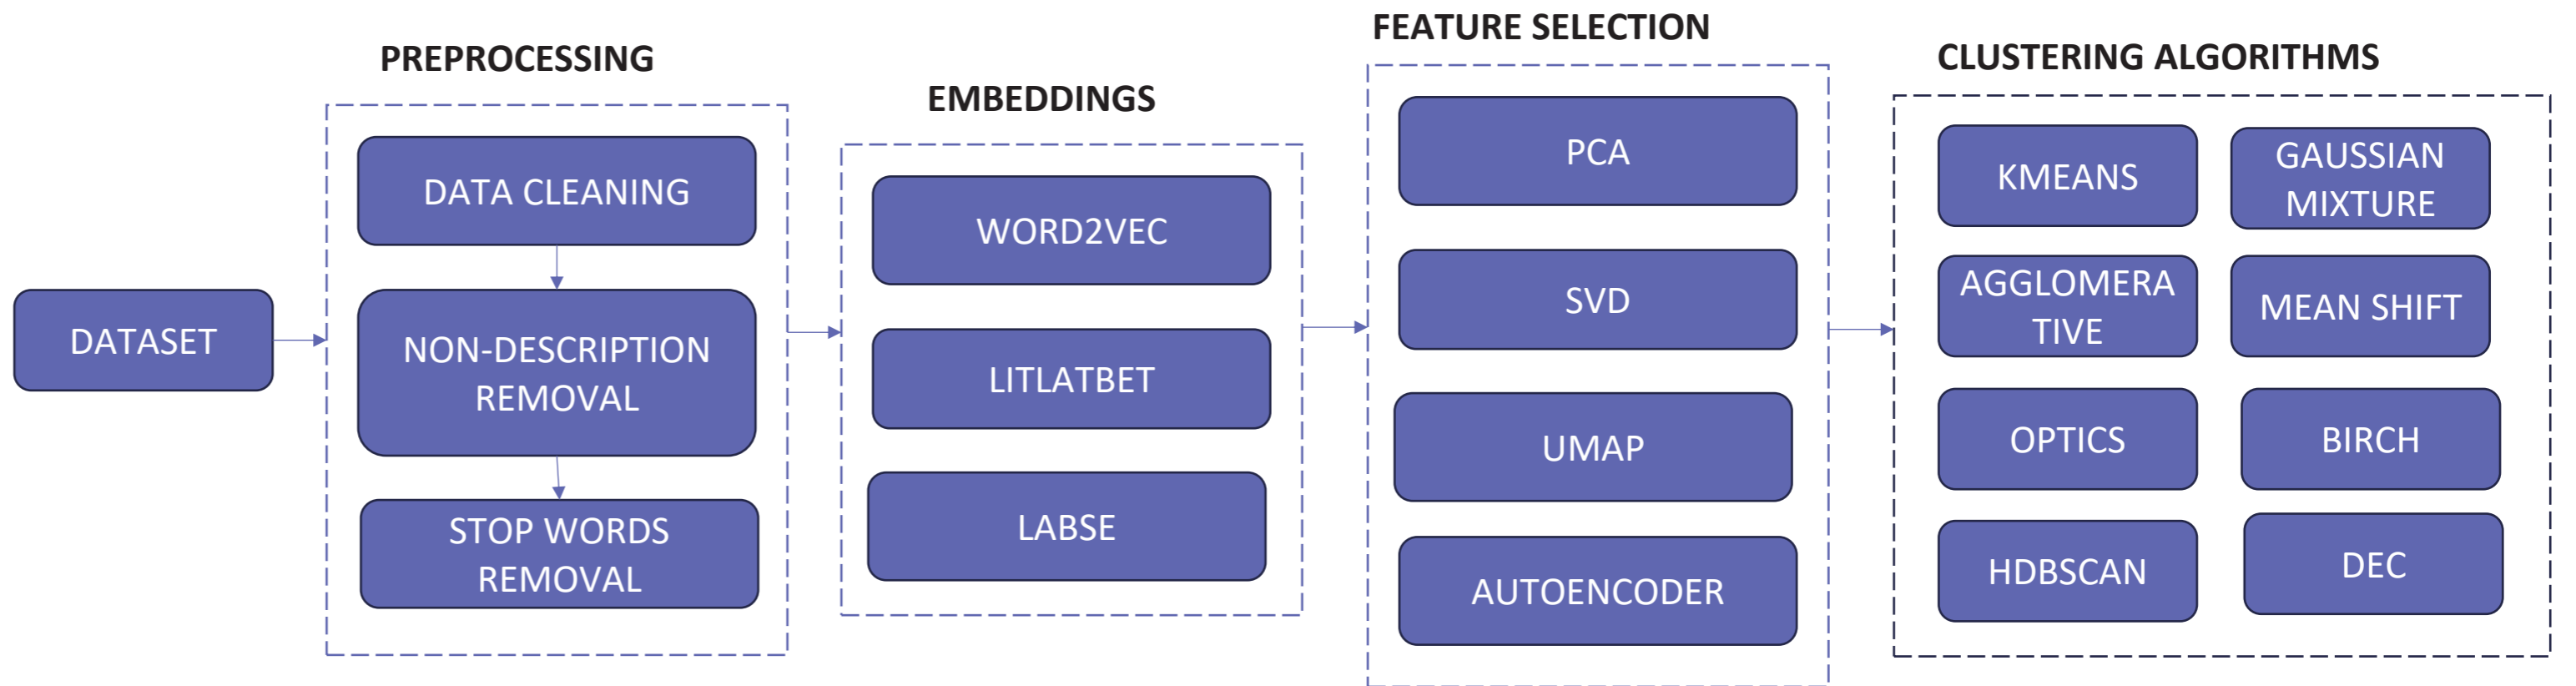 DATASET
PREPROCESSING
DATA CLEANING
NON-DESCRIPTION
REMOVAL
STOP WORDS
REMOVAL
EMBEDDINGS
WORD2VEC
LITLATBET
LABSE
FEATURE SELECTION
PCA
SVD
UMAP
AUTOENCODER
CLUSTERING ALGORITHMS
KMEANS
GAUSSIAN
MIXTURE
AGGLOMERA
TIVE
MEAN SHIFT
OPTICS
BIRCH
HDBSCAN
DEC